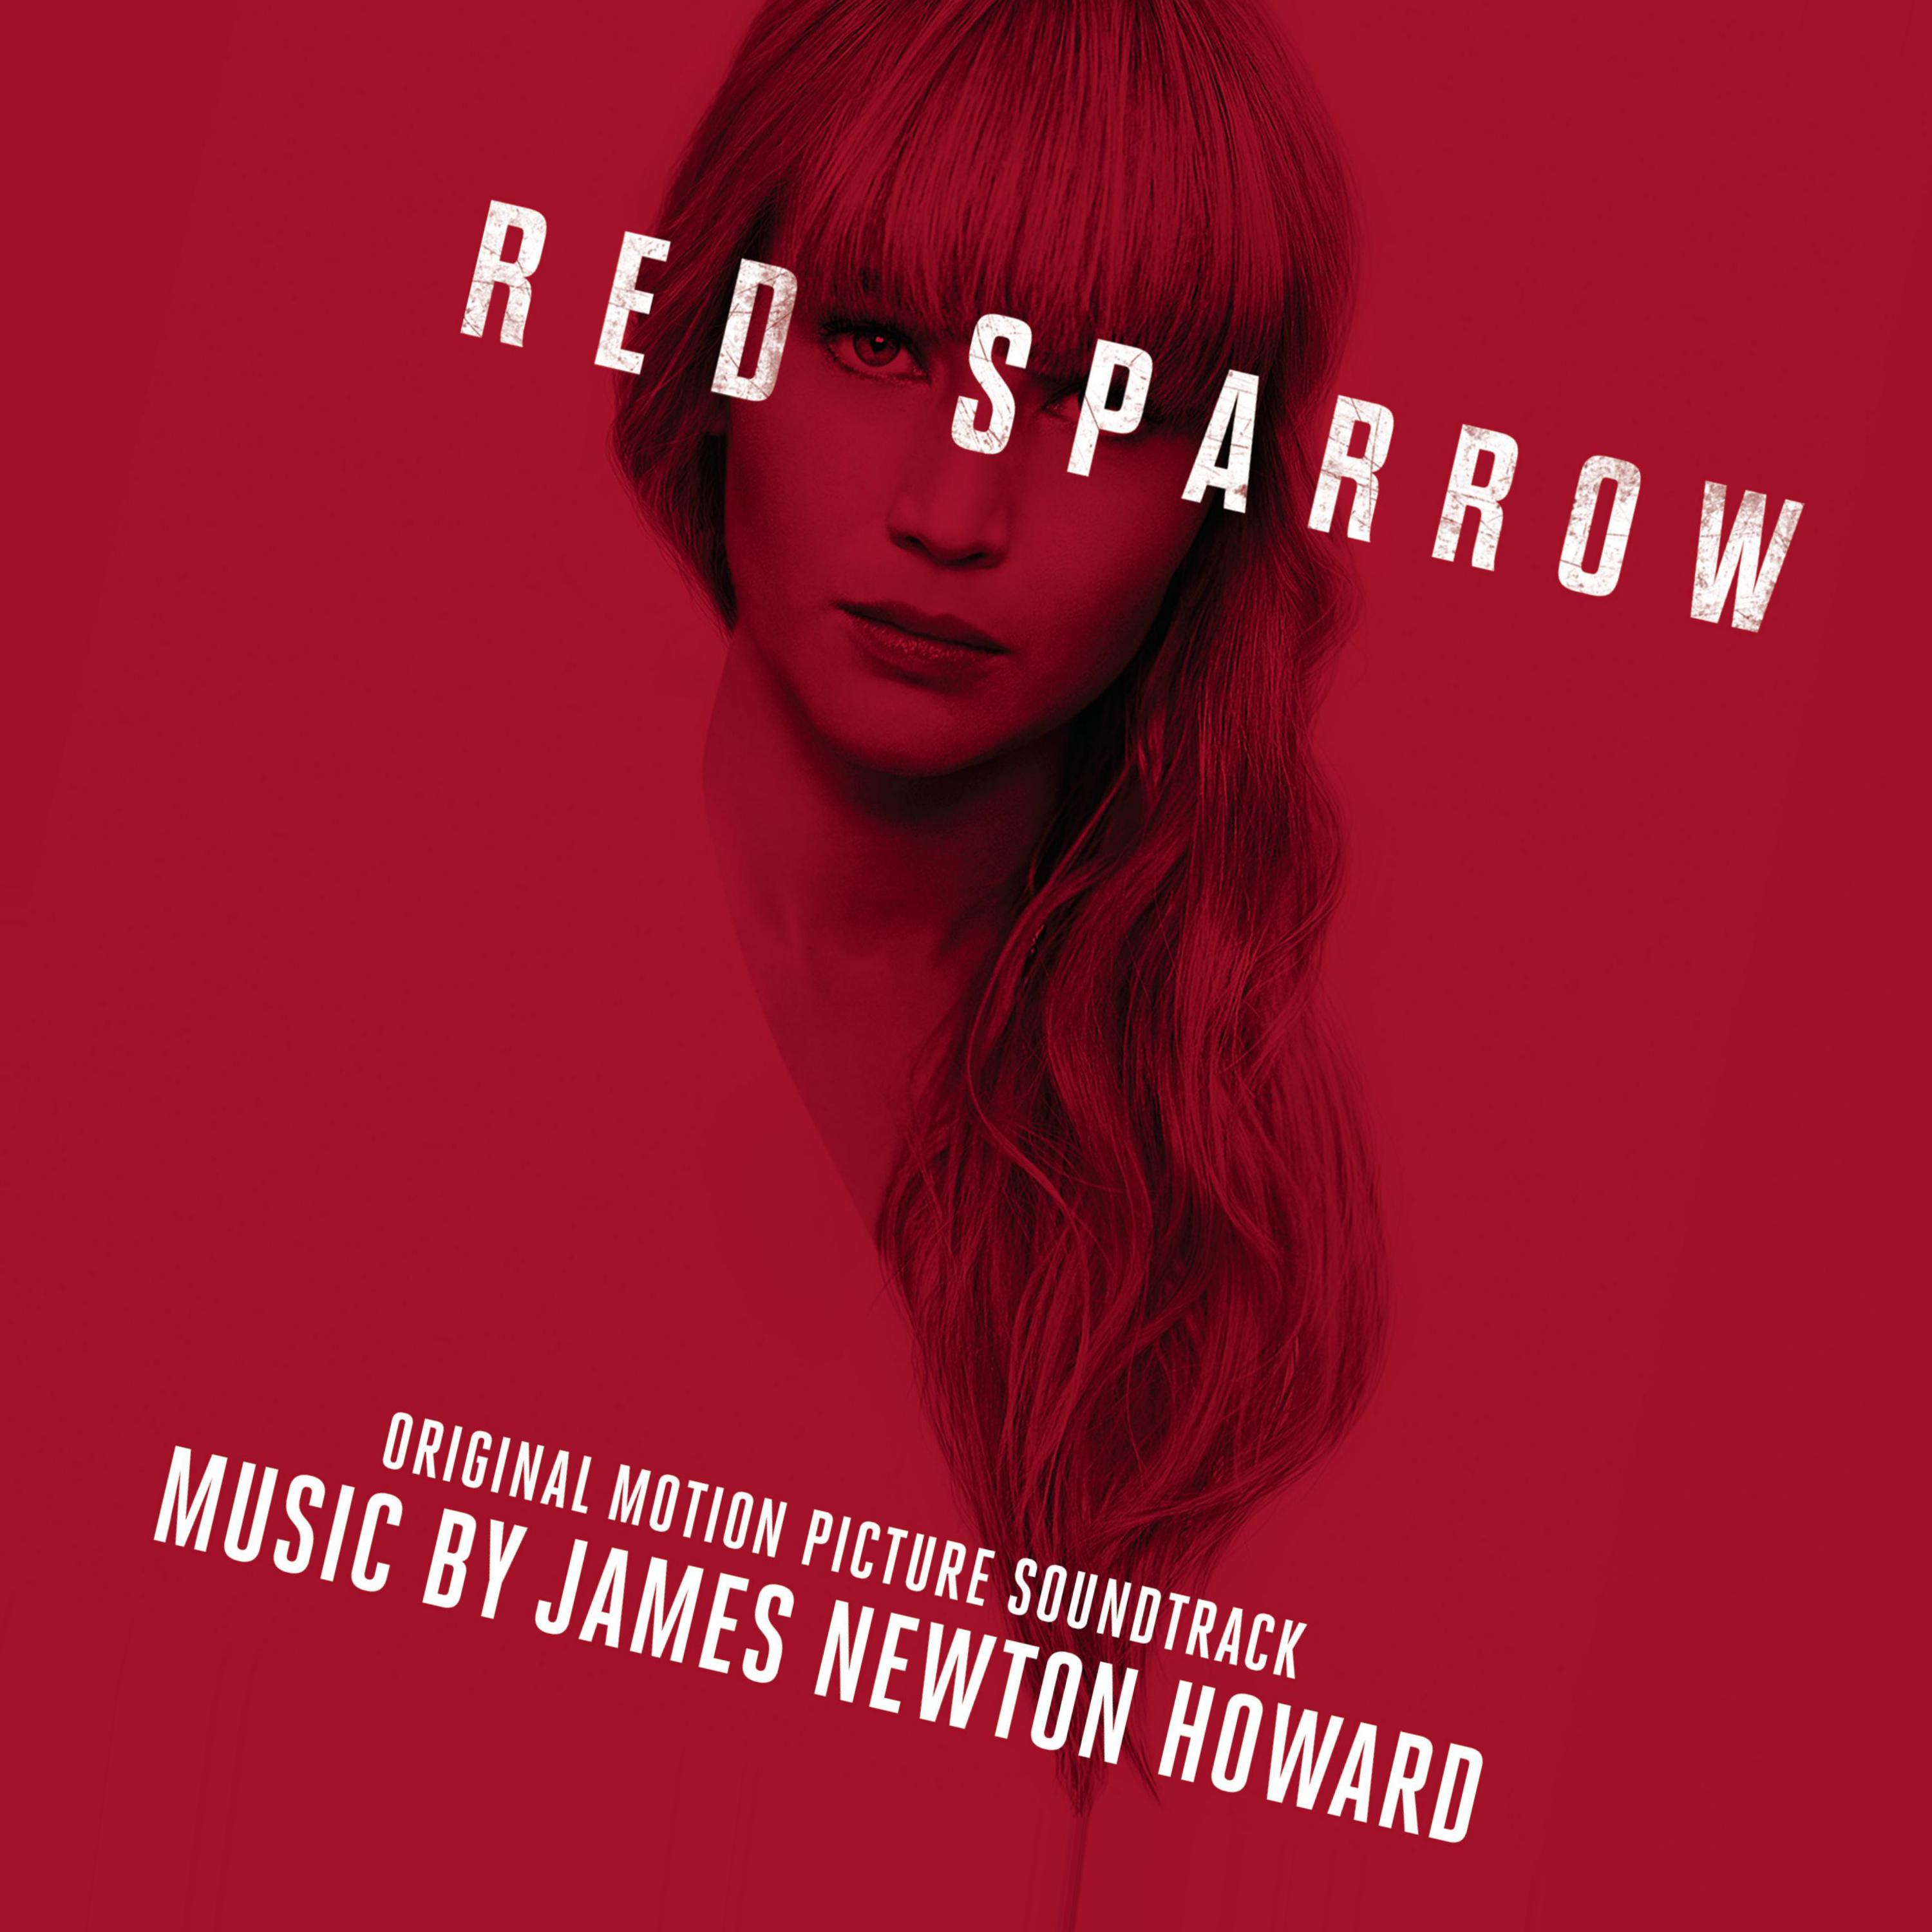 RED SPARROW
ORIGINAL MOTION PICTURE SOUNDTRACK
MUSIC BY JAMES NEWTON HOWARD